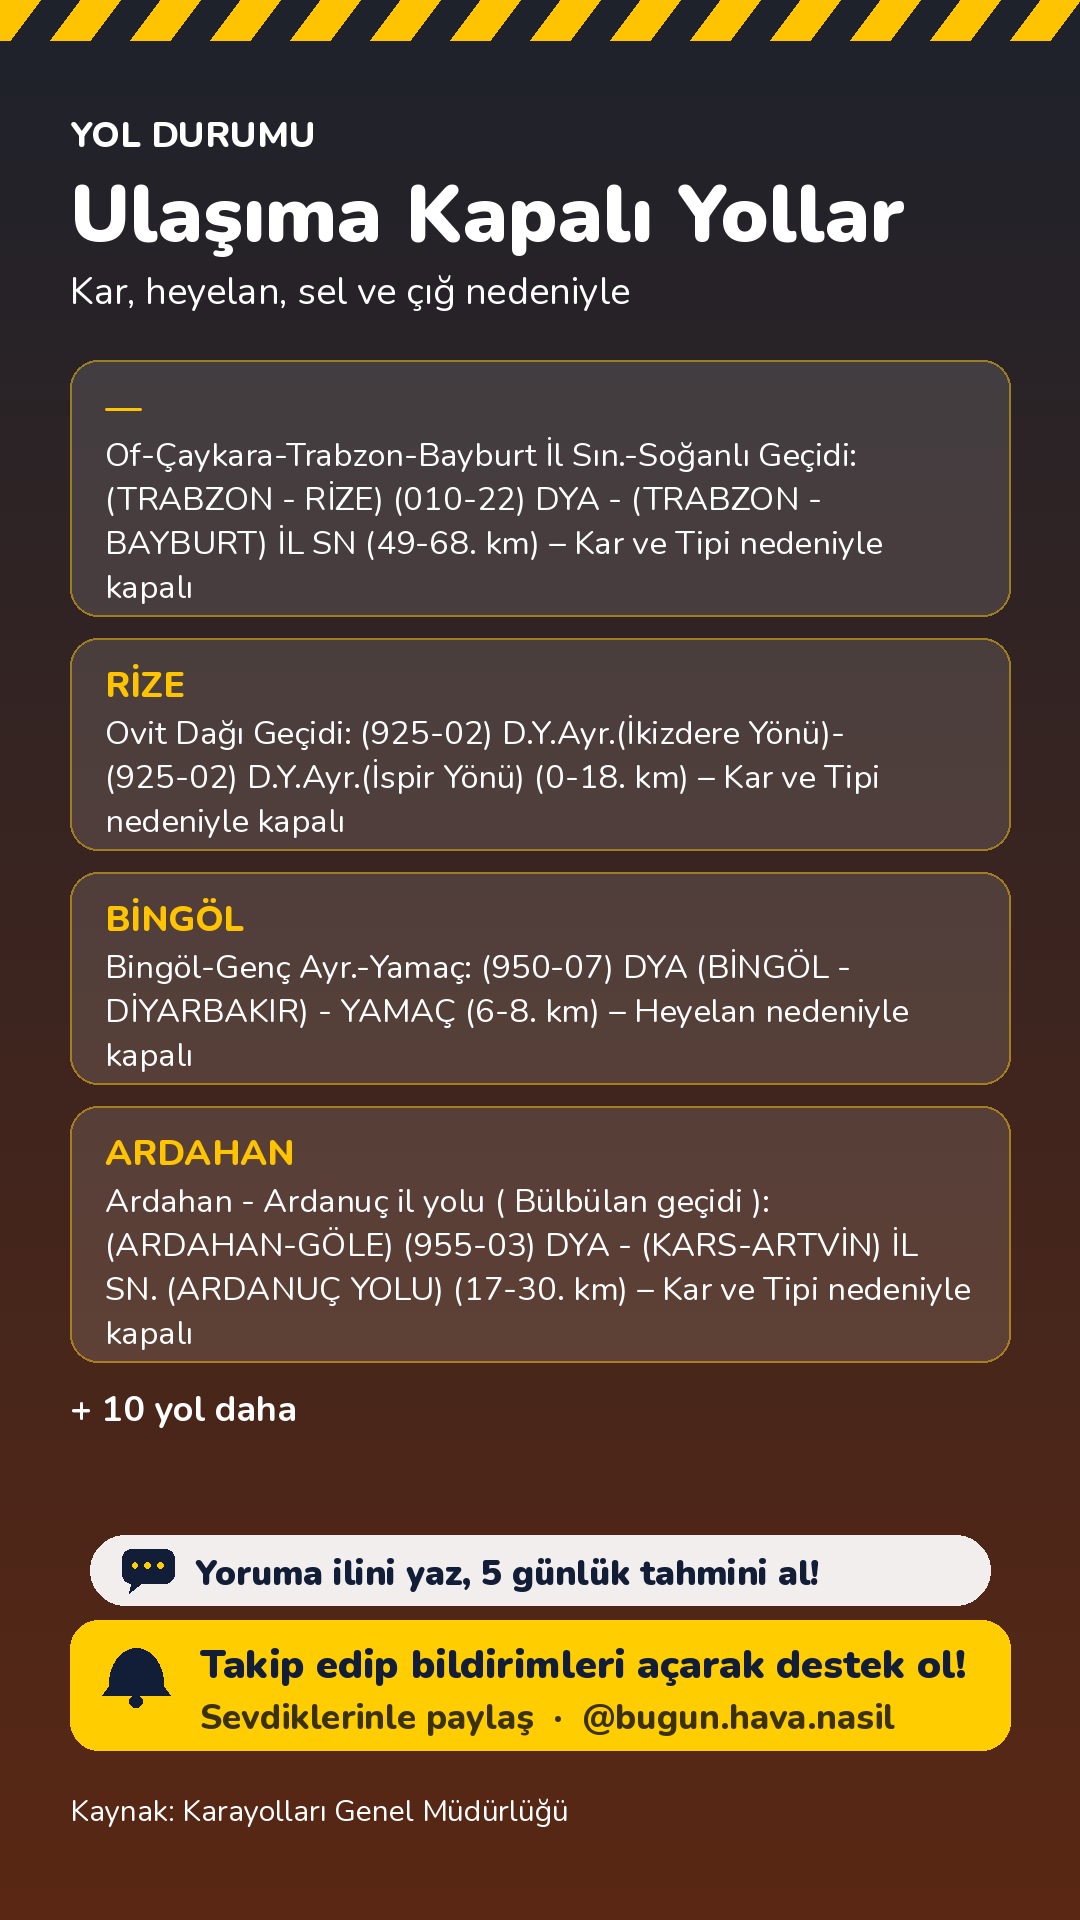 YOL DURUMU
Ulaşıma Kapalı Yollar
Kar, heyelan, sel ve çığ nedeniyle
—
Of-Çaykara-Trabzon-Bayburt İl Sın.-Soğanlı Geçidi:
(TRABZON - RİZE) (010-22) DYA - (TRABZON -
BAYBURT) İL SN (49-68. km) – Kar ve Tipi nedeniyle
kapalı
RİZE
Ovit Dağı Geçidi: (925-02) D.Y.Ayr.(İkizdere Yönü)-
(925-02) D.Y.Ayr.(İspir Yönü) (0-18. km) – Kar ve Tipi
nedeniyle kapalı
BİNGÖL
Bingöl-Genç Ayr.-Yamaç: (950-07) DYA (BİNGÖL -
DİYARBAKIR) - YAMAÇ (6-8. km) – Heyelan nedeniyle
kapalı
ARDAHAN
Ardahan - Ardanuç il yolu ( Bülbülan geçidi ):
(ARDAHAN-GÖLE) (955-03) DYA - (KARS-ARTVİN) İL
SN. (ARDANUÇ YOLU) (17-30. km) – Kar ve Tipi nedeniyle
kapalı
+ 10 yol daha
Yoruma ilini yaz, 5 günlük tahmini al!
Takip edip bildirimleri açarak destek ol!
Sevdiklerinle paylaş · @bugun.hava.nasil
Kaynak: Karayolları Genel Müdürlüğü